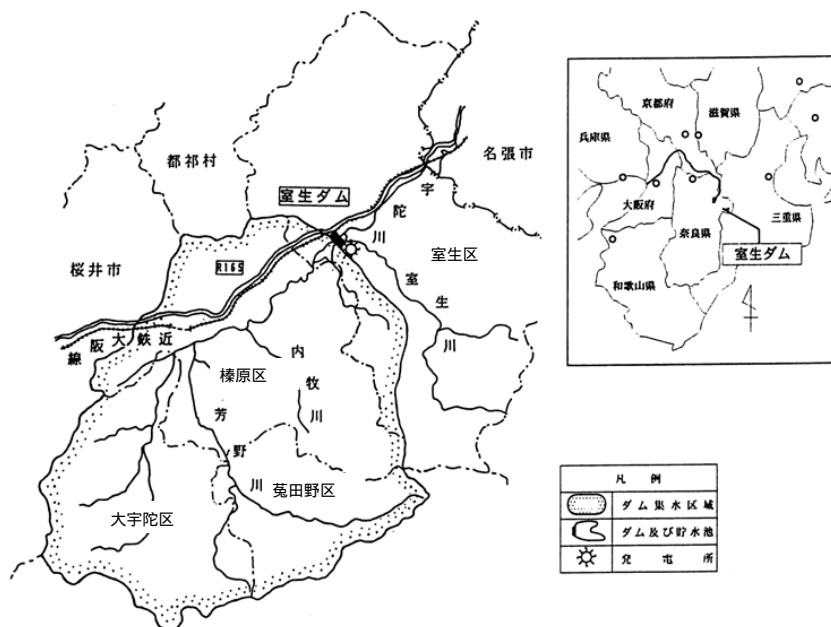 都祁村
名張市
室生ダム
宇
陀
川
室生区
桜井市
R165
室
生
川
線阪大鉄近
榛原区
内
牧
川
芳
野
川
菟田野区
大宇陀区
京都府
滋賀県
兵庫県
大阪府
三重県
奈良県
室生ダム
和歌山県
凡例
ダム集水区域
ダム及び貯水池
発電所